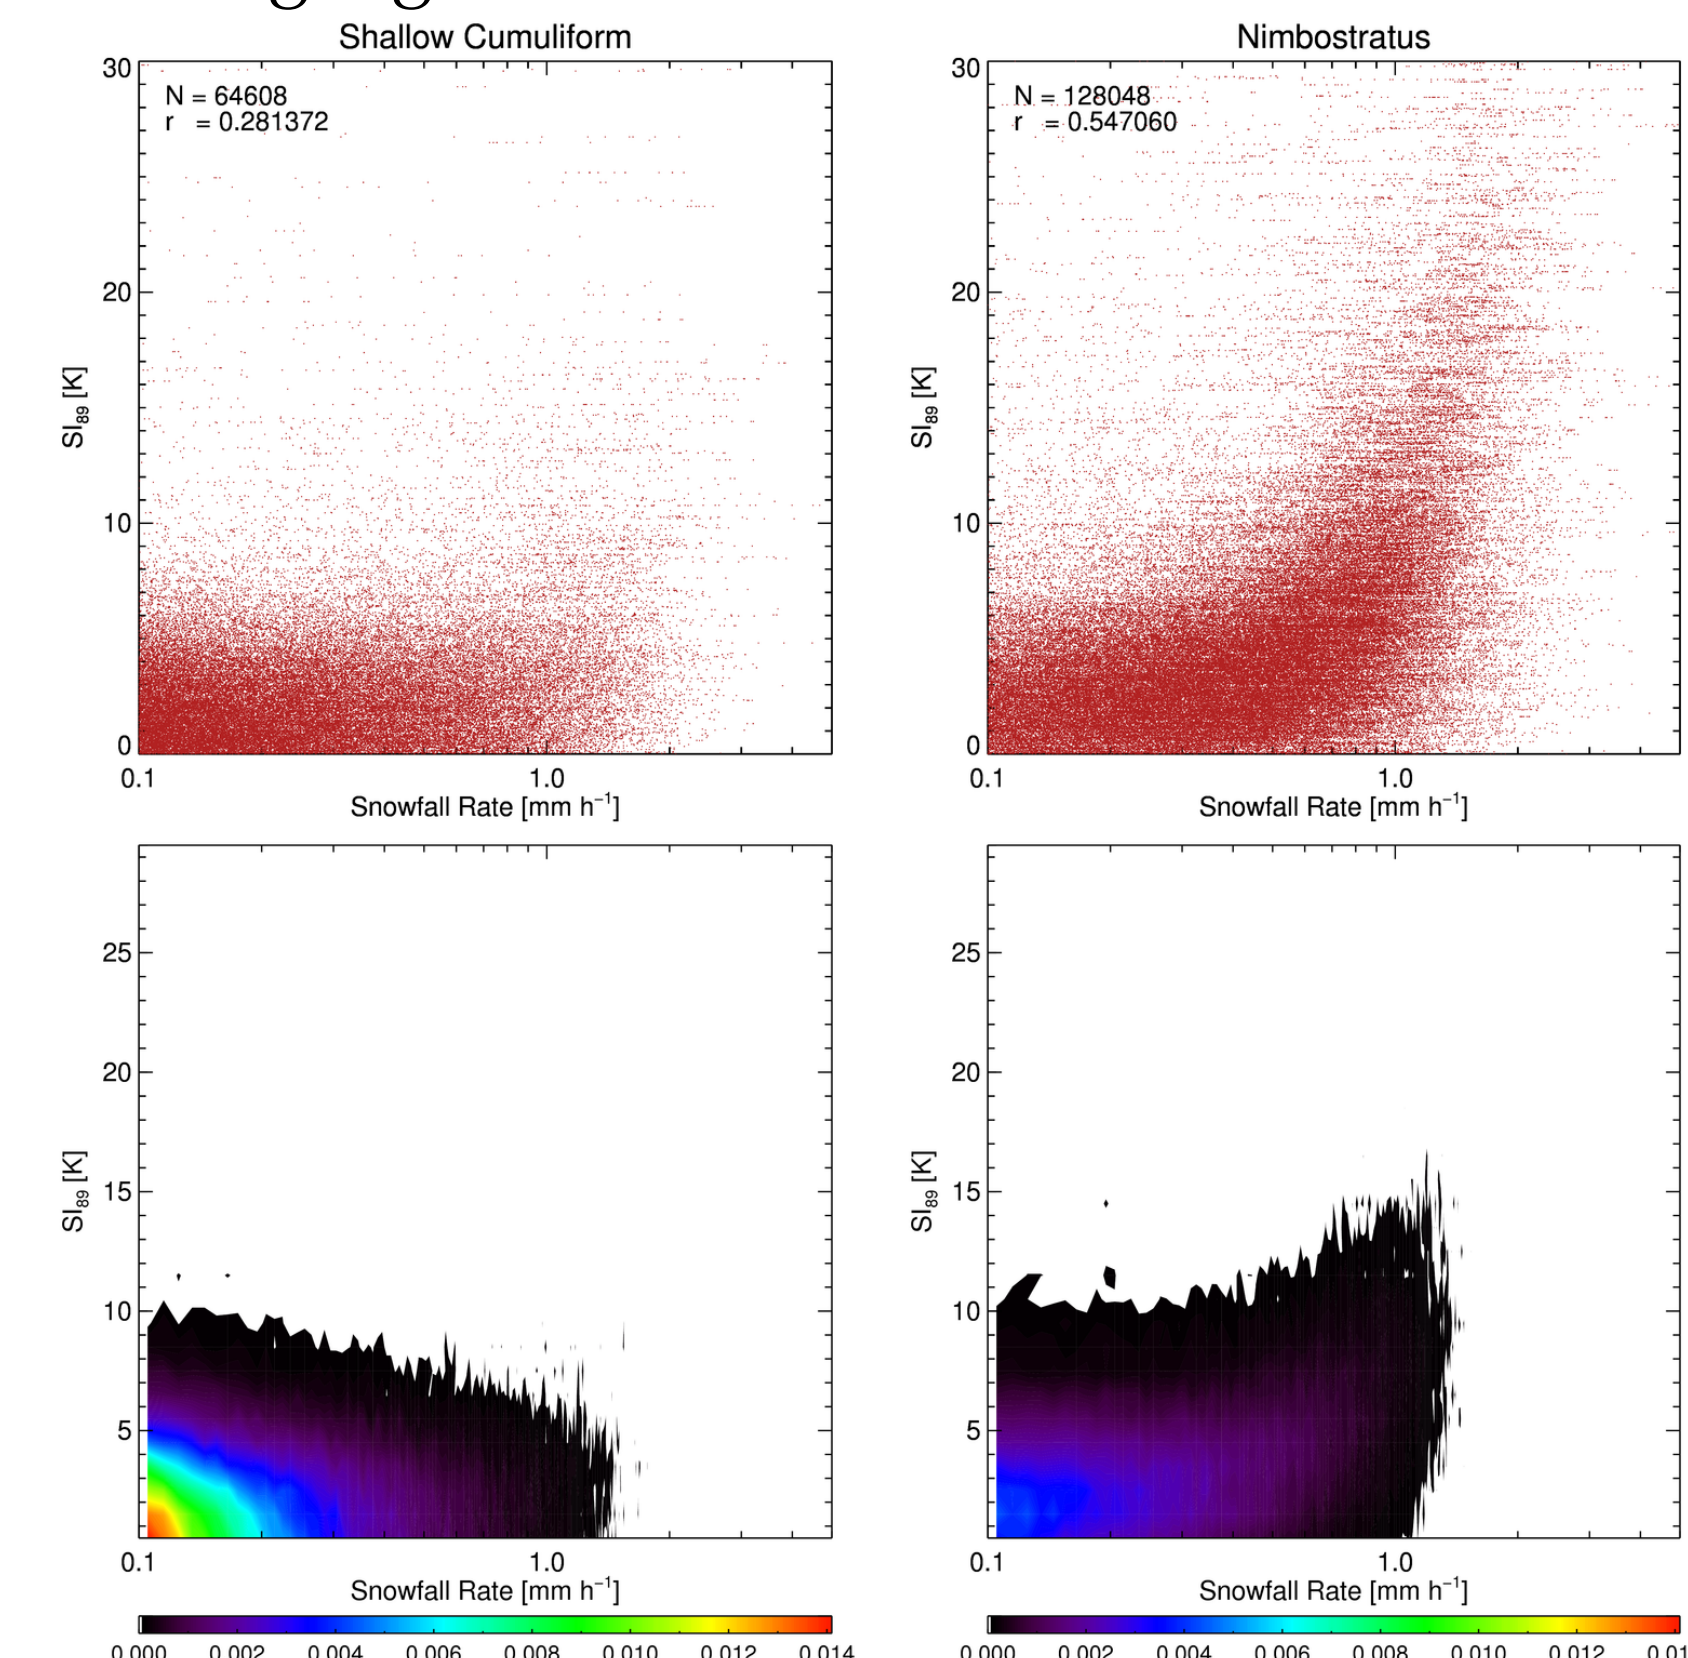 Shallow Cumuliform
Nimbostratus
30
N = 64608
r = 0.281372
20
SI89 [K]
10
0
0.1
1.0
Snowfall Rate [mm h−1]
30
N = 128048
r = 0.547060
20
SI89 [K]
10
0
0.1
1.0
Snowfall Rate [mm h−1]
25
20
SI89 [K]
15
10
5
0.1
1.0
Snowfall Rate [mm h−1]
0.000 0.002 0.004 0.006 0.008 0.010 0.012 0.014
25
20
SI89 [K]
15
10
5
0.1
1.0
Snowfall Rate [mm h−1]
0.000 0.002 0.004 0.006 0.008 0.010 0.012 0.01